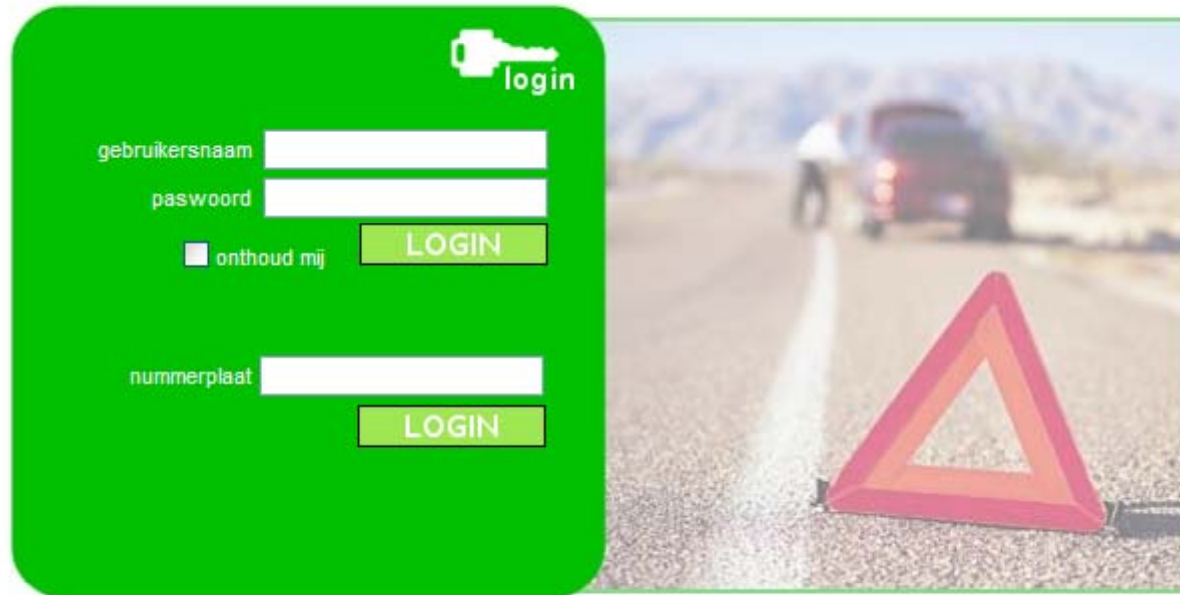 login
gebruikersnaam
paswoord
onthoud mij LOGIN
nummerplaat
LOGIN